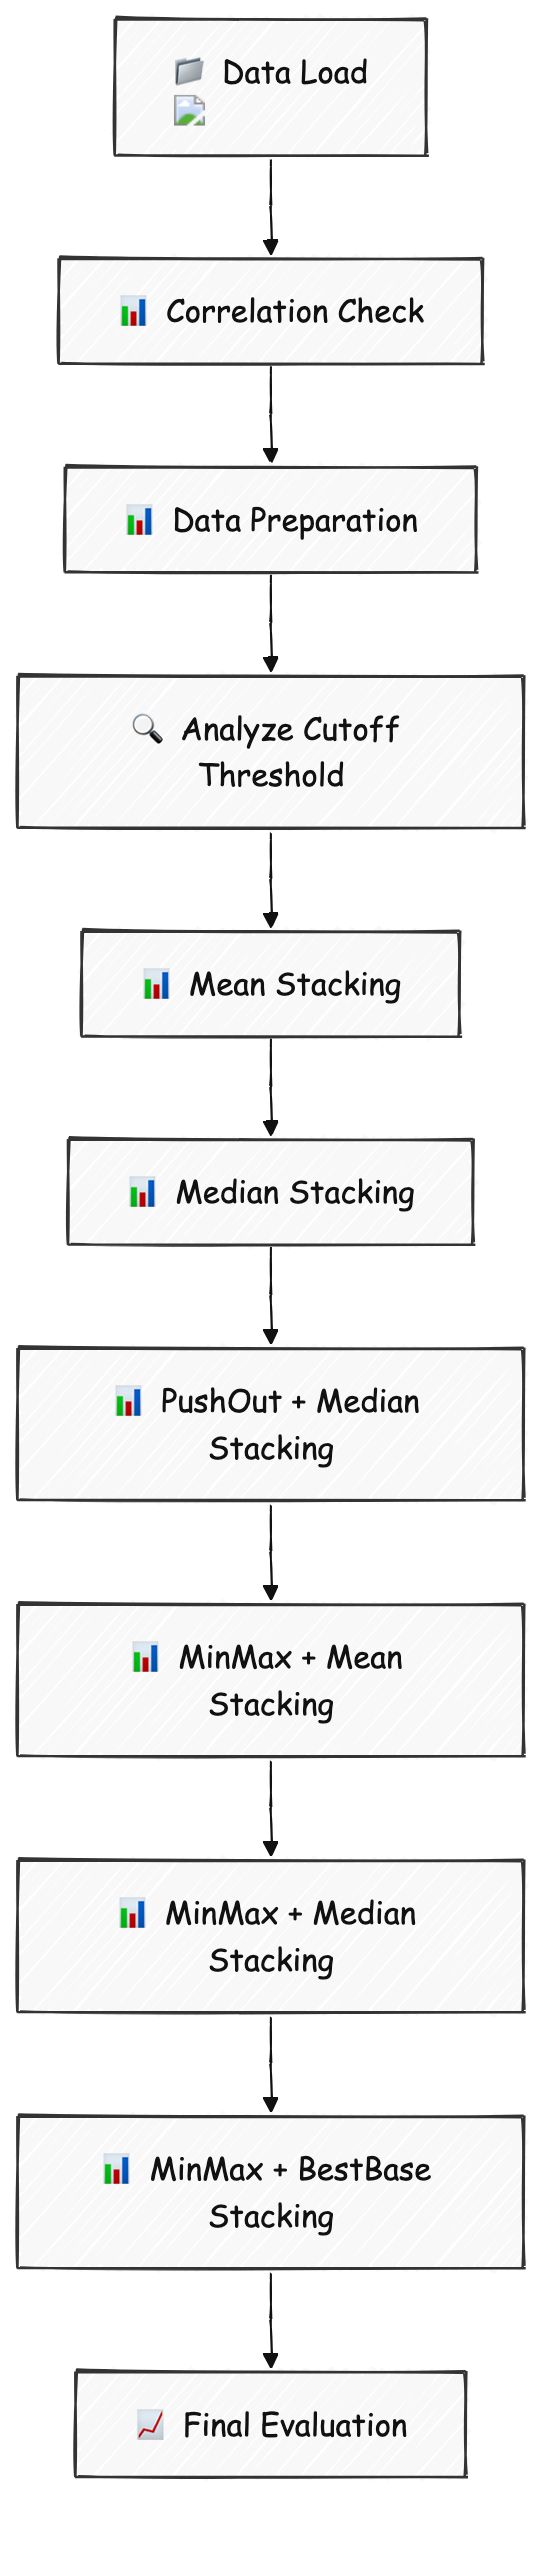 Data Load
Correlation Check
Data Preparation
Analyze Cutoff
Threshold
Mean Stacking
Median Stacking
PushOut + Median
Stacking
MinMax + Mean
Stacking
MinMax + Median
Stacking
MinMax + BestBase
Stacking
Final Evaluation